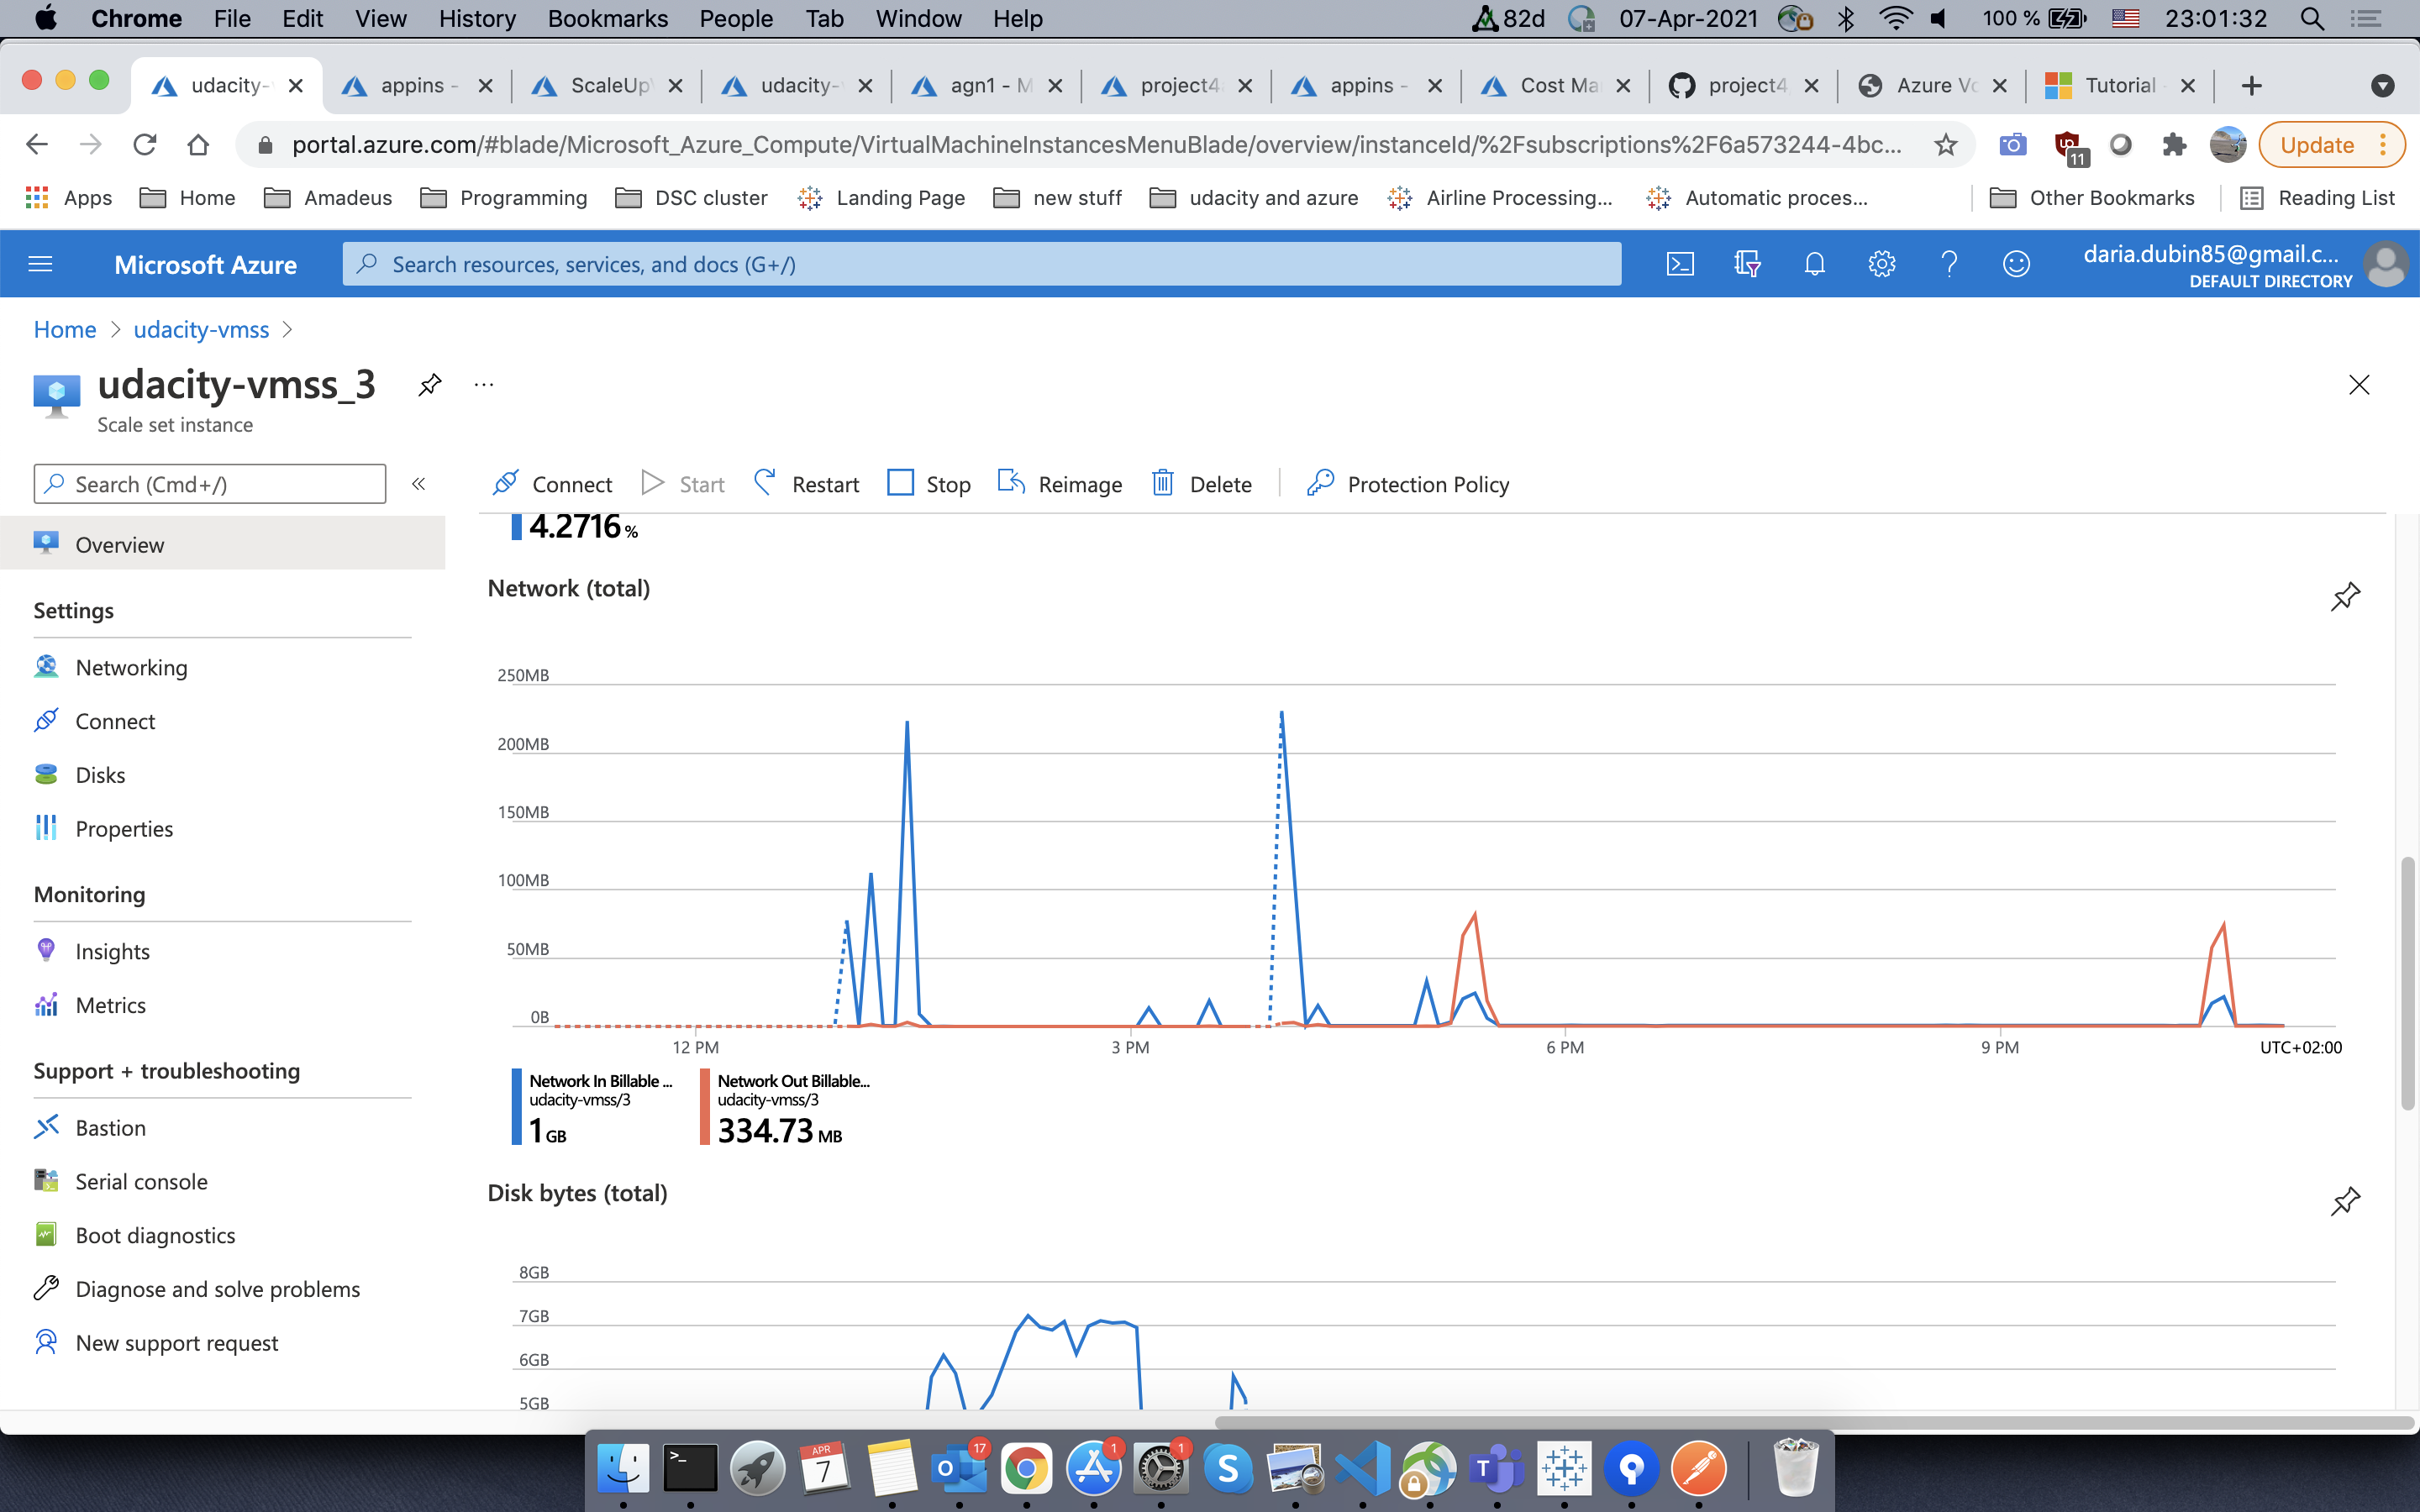 Chrome File Edit View History Bookmarks People Tab Window Help 82d 07-Apr-2021 100 % 23:01:32
udacity- appins - ScaleUp udacity- agn1 - M project4 appins - Cost Ma project4 Azure Vo Tutorial -
portal.azure.com/#blade/Microsoft_Azure_Compute/VirtualMachineInstancesMenuBlade/overview/instanceId/%2Fsubscriptions%2F6a573244-4bc... 11 Update
Apps Home Amadeus Programming DSC cluster Landing Page new stuff udacity and azure Airline Processing... Automatic proces... Other Bookmarks Reading List
Microsoft Azure Search resources, services, and docs (G+/) daria.dubin85@gmail.c...
DEFAULT DIRECTORY
Home > udacity-vmss >
udacity-vmss_3 ...
Scale set instance
Search (Cmd+/) «
Connect Start Restart Stop Reimage Delete Protection Policy
Overview
Settings
Networking
Connect
Disks
Properties
Monitoring
Insights
Metrics
Support + troubleshooting
Bastion
Serial console
Boot diagnostics
Diagnose and solve problems
New support request
4.2716 %
Network (total)
250MB
200MB
150MB
100MB
50MB
0B
12 PM 3 PM 6 PM 9 PM UTC+02:00
Network In Billable ...
udacity-vmss/3
1 GB
Network Out Billable...
udacity-vmss/3
334.73 MB
Disk bytes (total)
8GB
7GB
6GB
5GB
APR
7
17
1
1